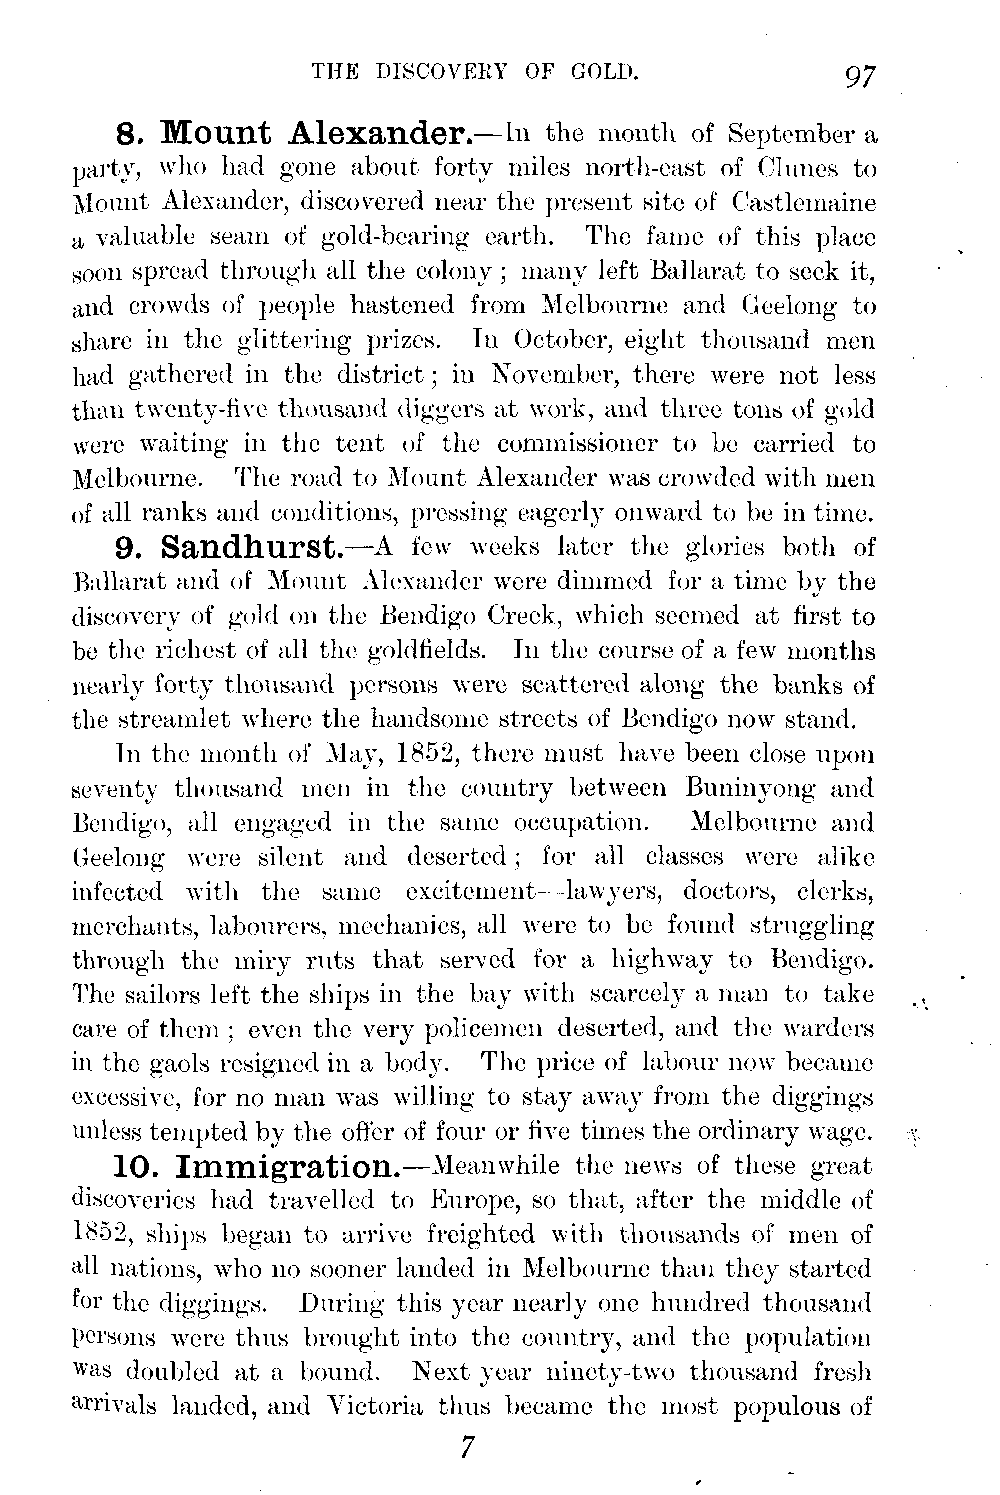 THE DISCOVERY OF GOLD. 97
8. Mount Alexander.—In the month of September a
party, who had gone about forty miles north-east of Clunes to
Mount Alexander, discovered near the present site of Castlemaine
a valuable seam of gold-bearing earth. The fame of this place
soon spread through all the colony ; many left Ballarat to seek it,
and crowds of people hastened from Melbourne and Geelong to
share in the glittering prizes. In October, eight thousand men
had gathered in the district ; in November, there were not less
than twenty-five thousand diggers at work, and three tons of gold
were waiting in the tent of the commissioner to be carried to
Melbourne. The road to Mount Alexander was crowded with men
of all ranks and conditions, pressing eagerly onward to be in time.
9. Sandhurst.—A few weeks later the glories both of
Ballarat and of Mount Alexander were dimmed for a time by the
discovery of gold on the Bendigo Creek, which seemed at first to
be the richest of all the goldfields. In the course of a few months
nearly forty thousand persons were scattered along the banks of
the streamlet where the handsome streets of Bendigo now stand.
In the month of May, 1852, there must have been close upon
seventy thousand men in the country between Buninyong and
Bendigo, all engaged in the same occupation. Melbourne and
Geelong were silent and deserted ; for all classes were alike
infected with the same excitement—lawyers, doctors, clerks,
merchants, labourers, mechanics, all were to be found struggling
through the miry ruts that served for a highway to Bendigo.
The sailors left the ships in the bay with scarcely a man to take
care of them ; even the very policemen deserted, and the warders
in the gaols resigned in a body. The price of labour now became
excessive, for no man was willing to stay away from the diggings
unless tempted by the offer of four or five times the ordinary wage.
10. Immigration.—Meanwhile the news of these great
discoveries had travelled to Europe, so that, after the middle of
1852, ships began to arrive freighted with thousands of men of
all nations, who no sooner landed in Melbourne than they started
for the diggings. During this year nearly one hundred thousand
persons were thus brought into the country, and the population
was doubled at a bound. Next year ninety-two thousand fresh
arrivals landed, and Victoria thus became the most populous of
7